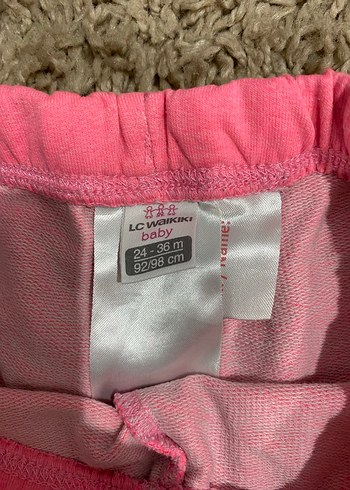 LC WAIKIKI
baby
24 - 36 m
92/98 cm